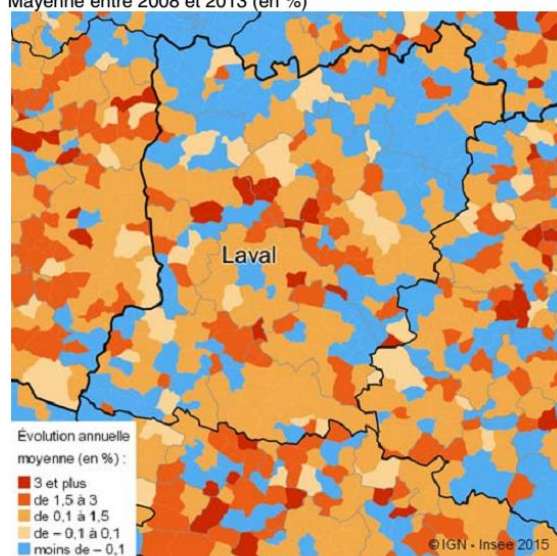 Mayenne entre 2008 et 2013 (en %)
Laval
Évolution annuelle
moyenne (en %) :
3 et plus
de 1,5 à 3
de 0,1 à 1,5
de – 0,1 à 0,1
moins de – 0,1
©IGN - Insee 2015